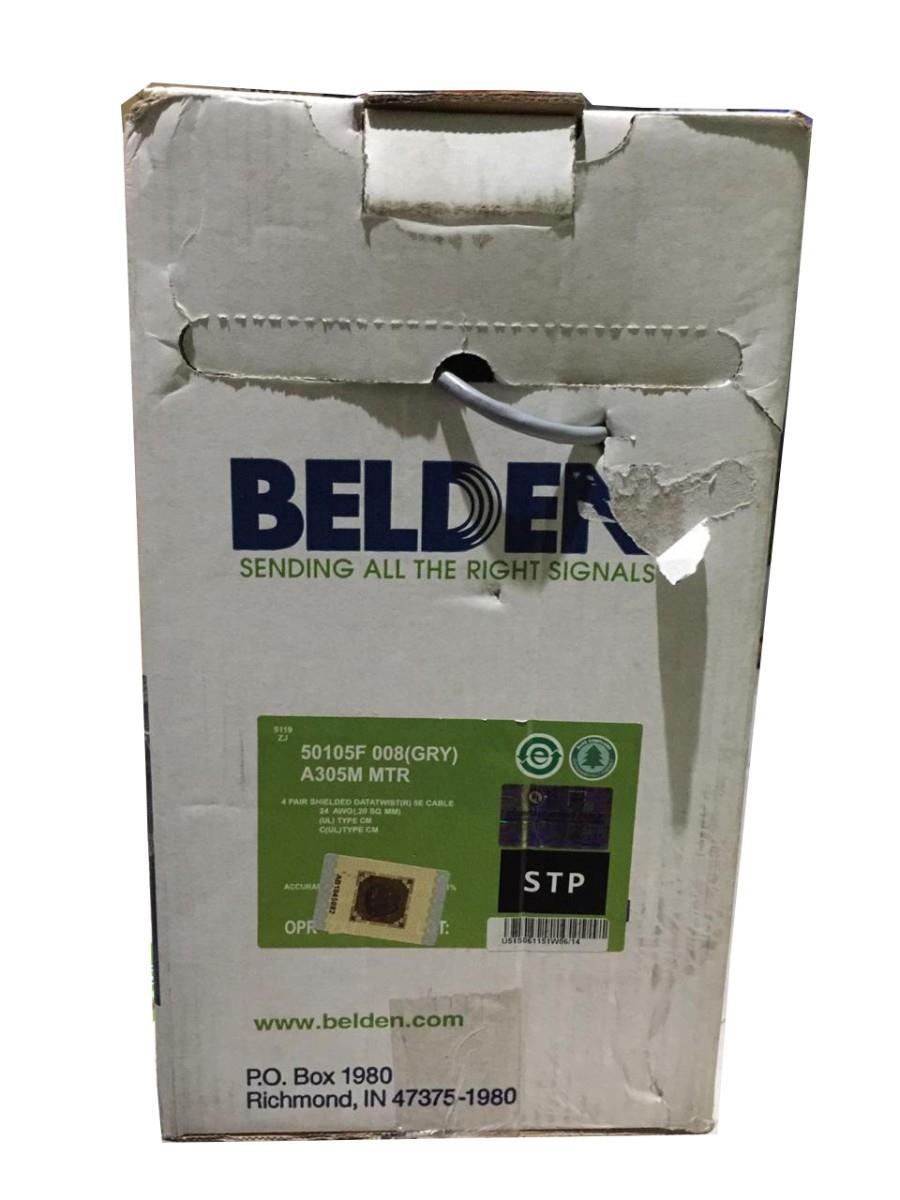 BELDEN
SENDING ALL THE RIGHT SIGNALS
9119
ZJ
50105F 008(GRY)
A305M MTR
4 PAIR SHIELDED DATATWIST(R) 5E CABLE
24 AWG(.20 SQ MM)
(UL) TYPE CM
C(UL)TYPE CM
STP
www.belden.com
P.O. Box 1980
Richmond, IN 47375-1980